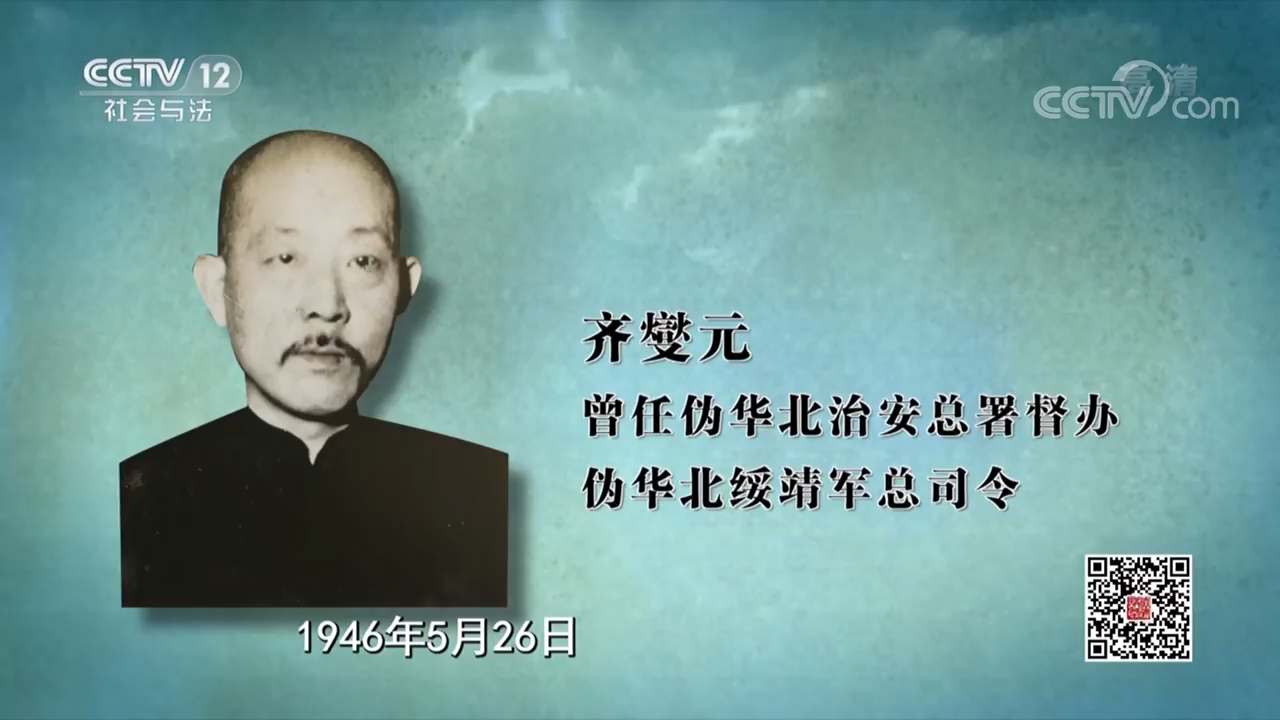 CCTV 12
社会与法
高清
CCTV com
齐燮元
曾任伪华北治安总署督办
伪华北绥靖军总司令
1946年5月26日